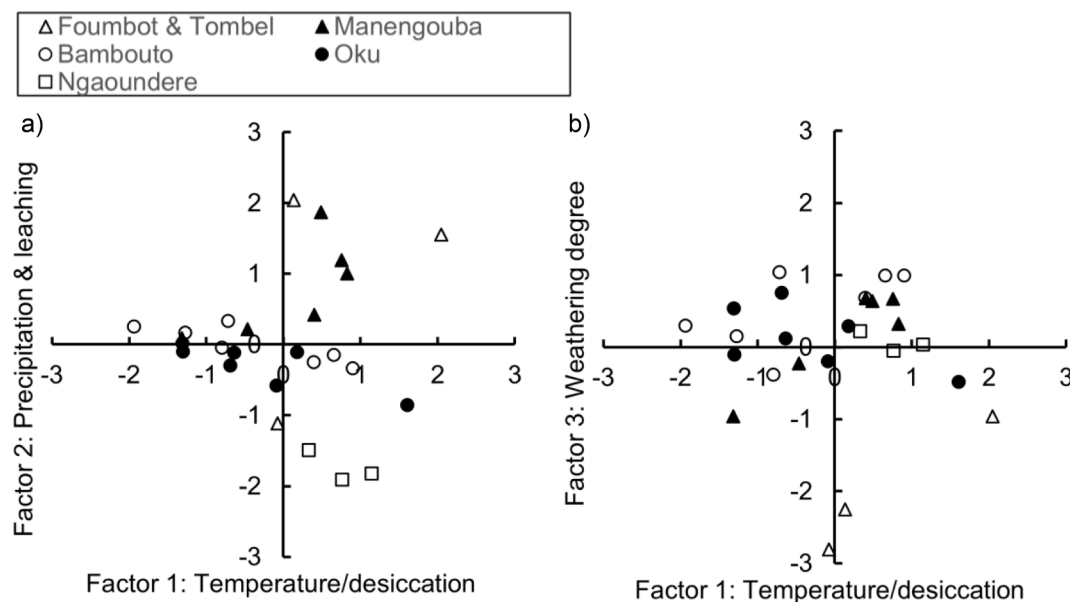 Foumbot & Tombel Manengouba
Bambouto Oku
Ngaoundere
a)
3
2
1
0
-1
-2
-3
-3 -2 -1 0 1 2 3
Factor 2: Precipitation & leaching
Factor 1: Temperature/desiccation
b)
3
2
1
0
-1
-2
-3
-3 -2 -1 0 1 2 3
Factor 3: Weathering degree
Factor 1: Temperature/desiccation